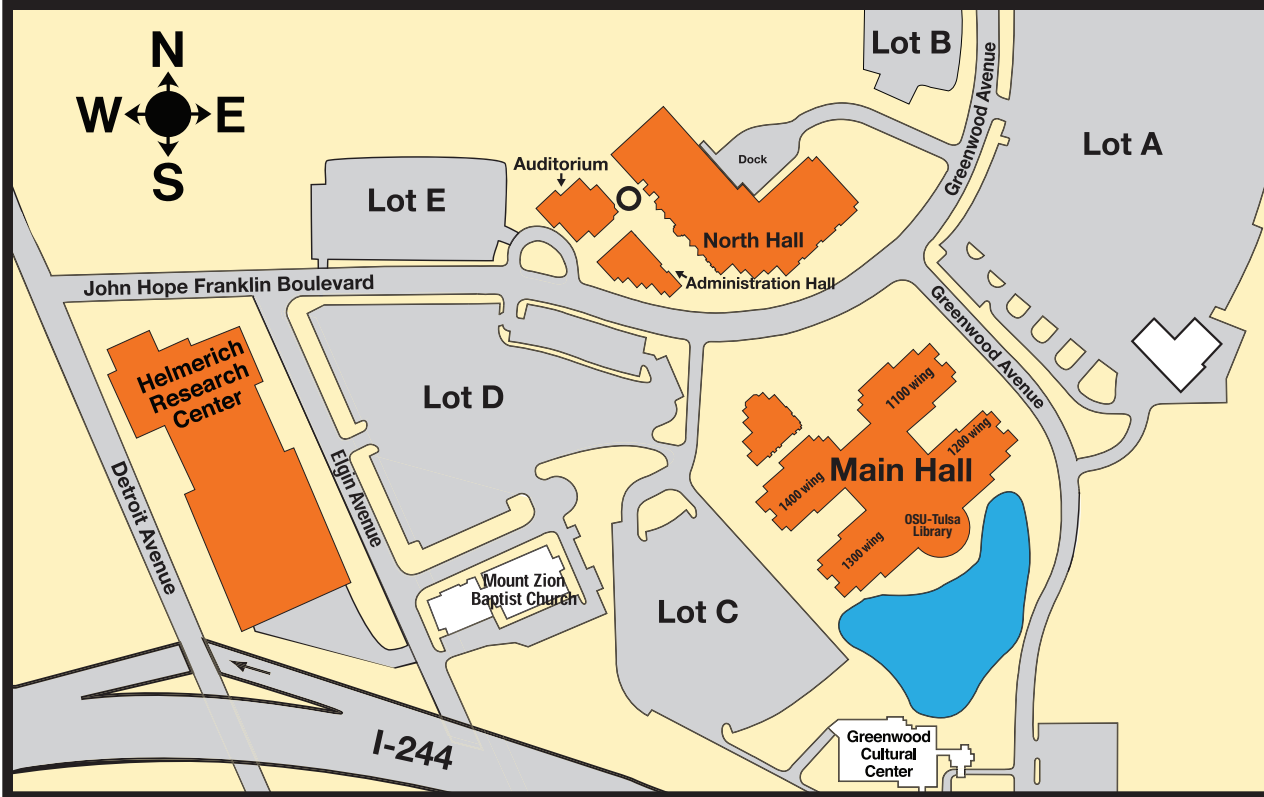 N
W E
S
Lot B
Greenwood Avenue
Lot A
Auditorium
Dock
Lot E
North Hall
Administration Hall
John Hope Franklin Boulevard
Greenwood Avenue
Greenwood Avenue
Helmerich
Research
Center
Lot D
1100 wing
1200 wing
Main Hall
1400 wing
OSU-Tulsa
Library
1300 wing
Detroit Avenue
Elgin Avenue
Mount Zion
Baptist Church
Lot C
I-244
Greenwood
Cultural
Center